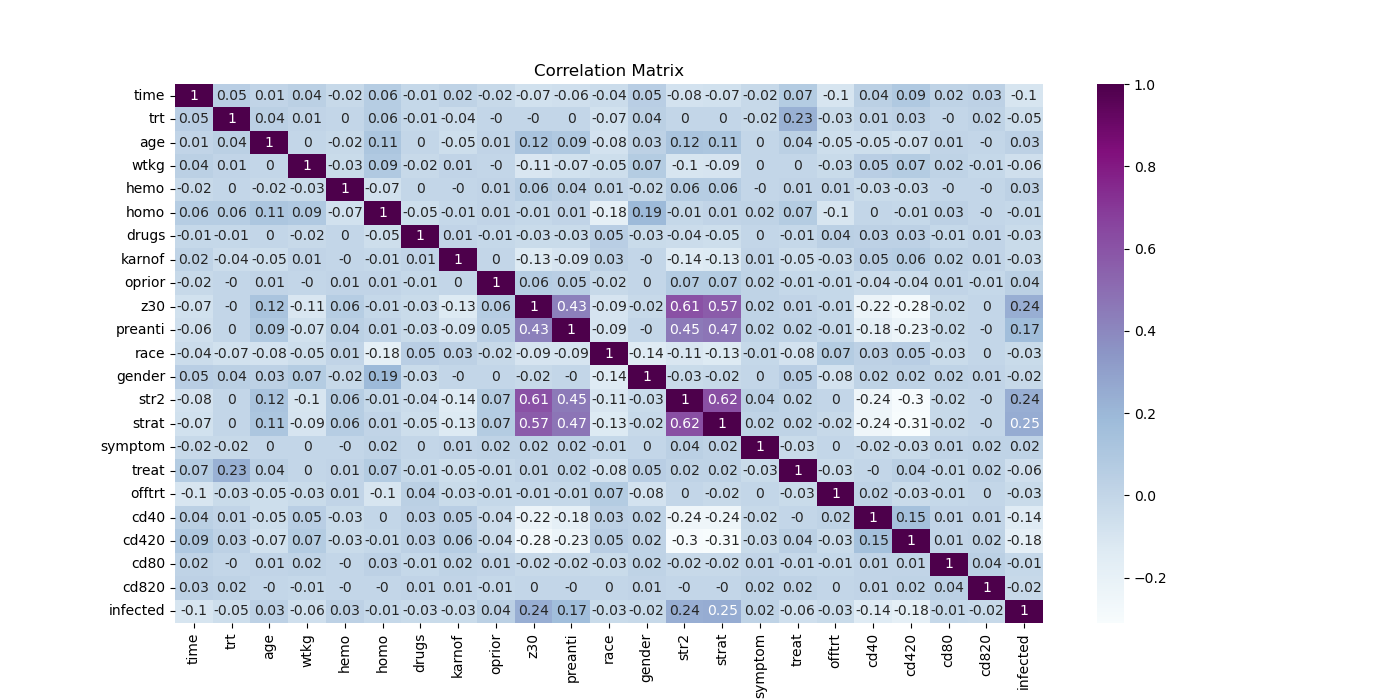 Correlation Matrix
time 1 0.05 0.01 0.04 -0.02 0.06 -0.01 0.02 -0.02 -0.07 -0.06 -0.04 0.05 -0.08 -0.07 -0.02 0.07 -0.1 0.04 0.09 0.02 0.03 -0.1 1.0
trt 0.05 1 0.04 0.01 0 0.06 -0.01 -0.04 -0 -0 0 -0.07 0.04 0 0 -0.02 0.23 -0.03 0.01 0.03 -0 0.02 -0.05
age 0.01 0.04 1 0 -0.02 0.11 0 -0.05 0.01 0.12 0.09 -0.08 0.03 0.12 0.11 0 0.04 -0.05 -0.05 -0.07 0.01 -0 0.03
wtkg 0.04 0.01 0 1 -0.03 0.09 -0.02 0.01 -0 -0.11 -0.07 -0.05 0.07 -0.1 -0.09 0 0 -0.03 0.05 0.07 0.02 -0.01 -0.06 0.8
hemo -0.02 0 -0.02 -0.03 1 -0.07 0 -0 0.01 0.06 0.04 0.01 -0.02 0.06 0.06 -0 0.01 0.01 -0.03 -0.03 -0 -0 0.03
homo 0.06 0.06 0.11 0.09 -0.07 1 -0.05 -0.01 0.01 -0.01 0.01 -0.18 0.19 -0.01 0.01 0.02 0.07 -0.1 0 -0.01 0.03 -0 -0.01
drugs -0.01 -0.01 0 -0.02 0 -0.05 1 0.01 -0.01 -0.03 -0.03 0.05 -0.03 -0.04 -0.05 0 -0.01 0.04 0.03 0.03 -0.01 0.01 -0.03
karnof 0.02 -0.04 -0.05 0.01 -0 -0.01 0.01 1 0 -0.13 -0.09 0.03 -0 -0.14 -0.13 0.01 -0.05 -0.03 0.05 0.06 0.02 0.01 -0.03 0.6
oprior -0.02 -0 0.01 -0 0.01 0.01 -0.01 0 1 0.06 0.05 -0.02 0 0.07 0.07 0.02 -0.01 -0.01 -0.04 -0.04 0.01 -0.01 0.04
z30 -0.07 -0 0.12 -0.11 0.06 -0.01 -0.03 -0.13 0.06 1 0.43 -0.09 -0.02 0.61 0.57 0.02 0.01 -0.01 -0.22 -0.28 -0.02 0 0.24
preanti -0.06 0 0.09 -0.07 0.04 0.01 -0.03 -0.09 0.05 0.43 1 -0.09 -0 0.45 0.47 0.02 0.02 -0.01 -0.18 -0.23 -0.02 -0 0.17 0.4
race -0.04 -0.07 -0.08 -0.05 0.01 -0.18 0.05 0.03 -0.02 -0.09 -0.09 1 -0.14 -0.11 -0.13 -0.01 -0.08 0.07 0.03 0.05 -0.03 0 -0.03
gender 0.05 0.04 0.03 0.07 -0.02 0.19 -0.03 -0 0 -0.02 -0 -0.14 1 -0.03 -0.02 0 0.05 -0.08 0.02 0.02 0.02 0.01 -0.02
str2 -0.08 0 0.12 -0.1 0.06 -0.01 -0.04 -0.14 0.07 0.61 0.45 -0.11 -0.03 1 0.62 0.04 0.02 0 -0.24 -0.3 -0.02 -0 0.24
strat -0.07 0 0.11 -0.09 0.06 0.01 -0.05 -0.13 0.07 0.57 0.47 -0.13 -0.02 0.62 1 0.02 0.02 -0.02 -0.24 -0.31 -0.02 -0 0.25 0.2
symptom -0.02 -0.02 0 0 -0 0.02 0 0.01 0.02 0.02 0.02 -0.01 0 0.04 0.02 1 -0.03 0 -0.02 -0.03 0.01 0.02 0.02
treat 0.07 0.23 0.04 0 0.01 0.07 -0.01 -0.05 -0.01 0.01 0.02 -0.08 0.05 0.02 0.02 -0.03 1 -0.03 -0 0.04 -0.01 0.02 -0.06
offtrt -0.1 -0.03 -0.05 -0.03 0.01 -0.1 0.04 -0.03 -0.01 -0.01 -0.01 0.07 -0.08 0 -0.02 0 -0.03 1 0.02 -0.03 -0.01 0 -0.03 0.0
cd40 0.04 0.01 -0.05 0.05 -0.03 0 0.03 0.05 -0.04 -0.22 -0.18 0.03 0.02 -0.24 -0.24 -0.02 -0 0.02 1 0.15 0.01 0.01 -0.14
cd420 0.09 0.03 -0.07 0.07 -0.03 -0.01 0.03 0.06 -0.04 -0.28 -0.23 0.05 0.02 -0.3 -0.31 -0.03 0.04 -0.03 0.15 1 0.01 0.02 -0.18
cd80 0.02 -0 0.01 0.02 -0 0.03 -0.01 0.02 0.01 -0.02 -0.02 -0.03 0.02 -0.02 -0.02 0.01 -0.01 -0.01 0.01 0.01 1 0.04 -0.01 −0.2
cd820 0.03 0.02 -0 -0.01 -0 -0 0.01 0.01 -0.01 0 -0 0 0.01 -0 -0 0.02 0.02 0 0.01 0.02 0.04 1 -0.02
infected -0.1 -0.05 0.03 -0.06 0.03 -0.01 -0.03 -0.03 0.04 0.24 0.17 -0.03 -0.02 0.24 0.25 0.02 -0.06 -0.03 -0.14 -0.18 -0.01 -0.02 1
time trt age wtkg hemo homo drugs karnof oprior z30 preanti race gender str2 strat symptom treat offtrt cd40 cd420 cd80 cd820 infected